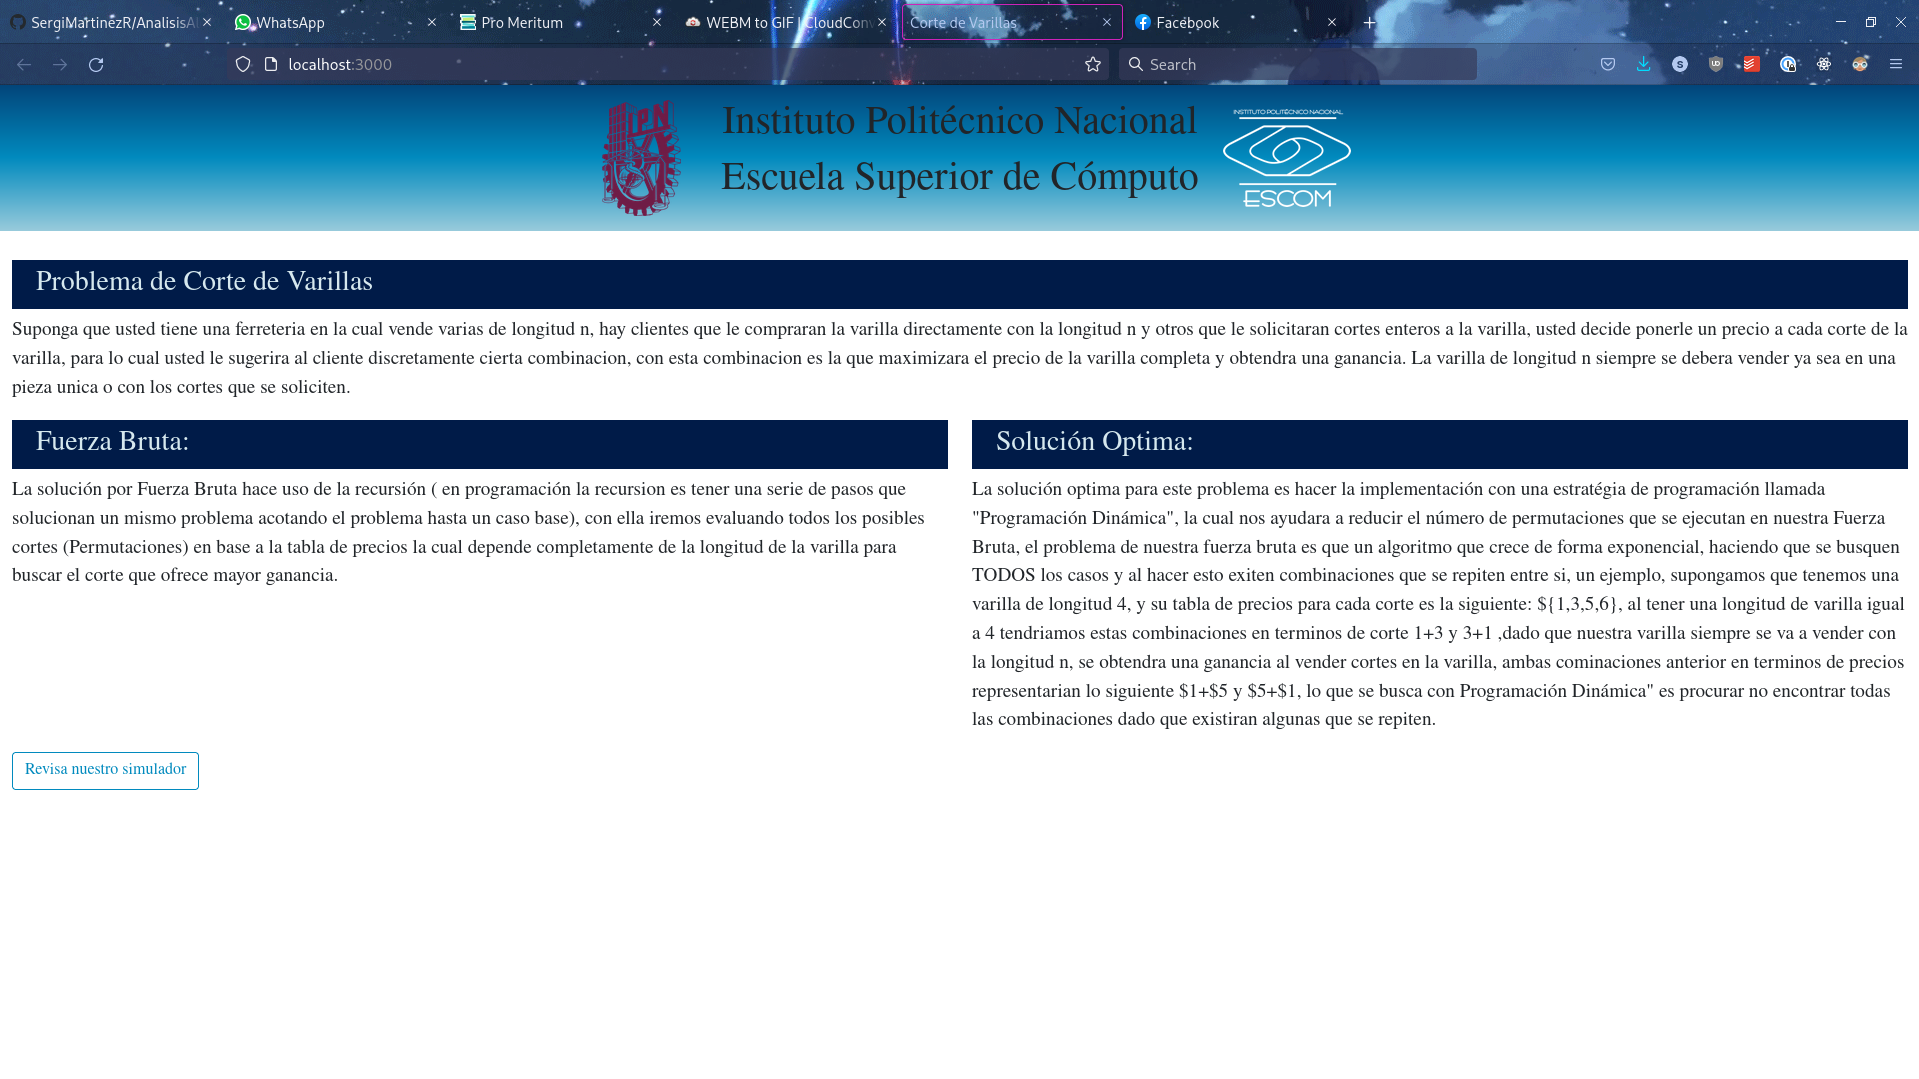 SergiMartinezR/AnalisisA
WhatsApp
Pro Meritum
WEBM to GIF | CloudConv
Corte de Varillas
Facebook
localhost:3000
Search
IPN
Instituto Politécnico Nacional
Escuela Superior de Cómputo
INSTITUTO POLITÉCNICO NACIONAL
ESCOM
Problema de Corte de Varillas
Suponga que usted tiene una ferreteria en la cual vende varias de longitud n, hay clientes que le compraran la varilla directamente con la longitud n y otros que le solicitaran cortes enteros a la varilla, usted decide ponerle un precio a cada corte de la
varilla, para lo cual usted le sugerira al cliente discretamente cierta combinacion, con esta combinacion es la que maximizara el precio de la varilla completa y obtendra una ganancia. La varilla de longitud n siempre se debera vender ya sea en una
pieza unica o con los cortes que se soliciten.
Fuerza Bruta:
La solución por Fuerza Bruta hace uso de la recursión ( en programación la recursion es tener una serie de pasos que
solucionan un mismo problema acotando el problema hasta un caso base), con ella iremos evaluando todos los posibles
cortes (Permutaciones) en base a la tabla de precios la cual depende completamente de la longitud de la varilla para
buscar el corte que ofrece mayor ganancia.
Solución Optima:
La solución optima para este problema es hacer la implementación con una estratégia de programación llamada
"Programación Dinámica", la cual nos ayudara a reducir el número de permutaciones que se ejecutan en nuestra Fuerza
Bruta, el problema de nuestra fuerza bruta es que un algoritmo que crece de forma exponencial, haciendo que se busquen
TODOS los casos y al hacer esto exiten combinaciones que se repiten entre si, un ejemplo, supongamos que tenemos una
varilla de longitud 4, y su tabla de precios para cada corte es la siguiente: ${1,3,5,6}, al tener una longitud de varilla igual
a 4 tendriamos estas combinaciones en terminos de corte 1+3 y 3+1 ,dado que nuestra varilla siempre se va a vender con
la longitud n, se obtendra una ganancia al vender cortes en la varilla, ambas cominaciones anterior en terminos de precios
representarian lo siguiente $1+$5 y $5+$1, lo que se busca con Programación Dinámica" es procurar no encontrar todas
las combinaciones dado que existiran algunas que se repiten.
Revisa nuestro simulador